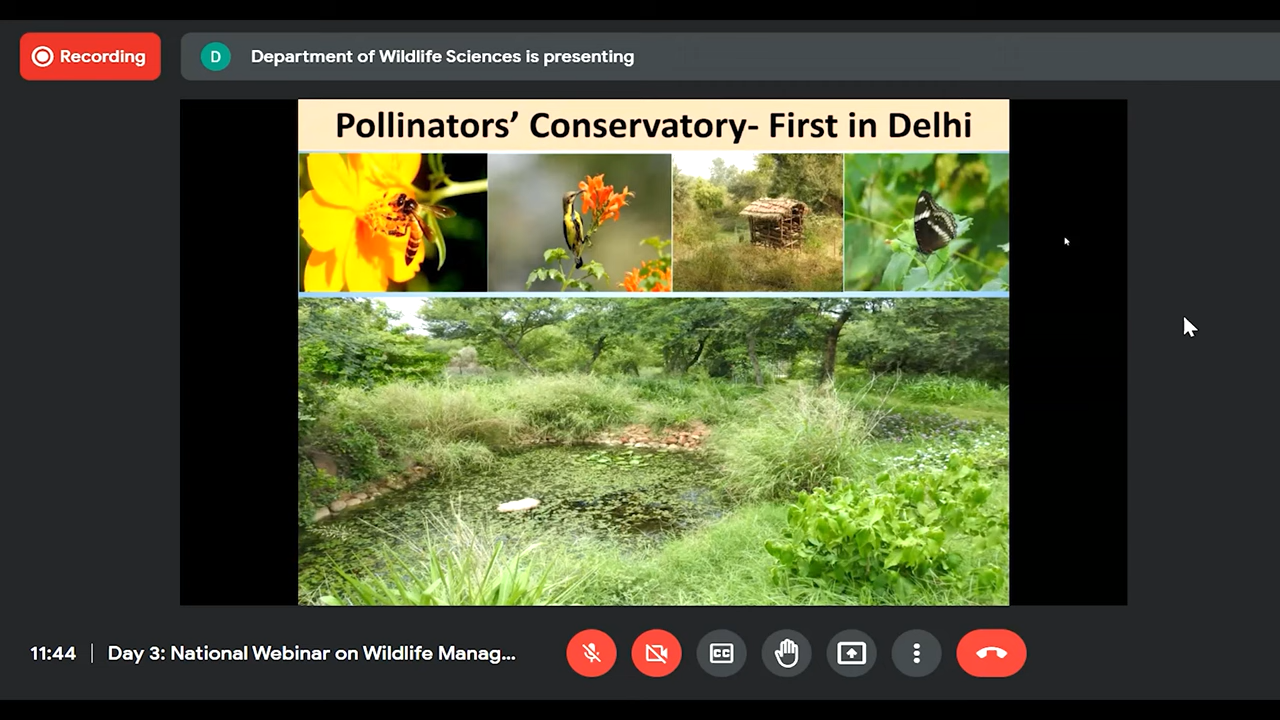 Recording
D
Department of Wildlife Sciences is presenting
Pollinators’ Conservatory- First in Delhi
11:44
Day 3: National Webinar on Wildlife Manag...
CC